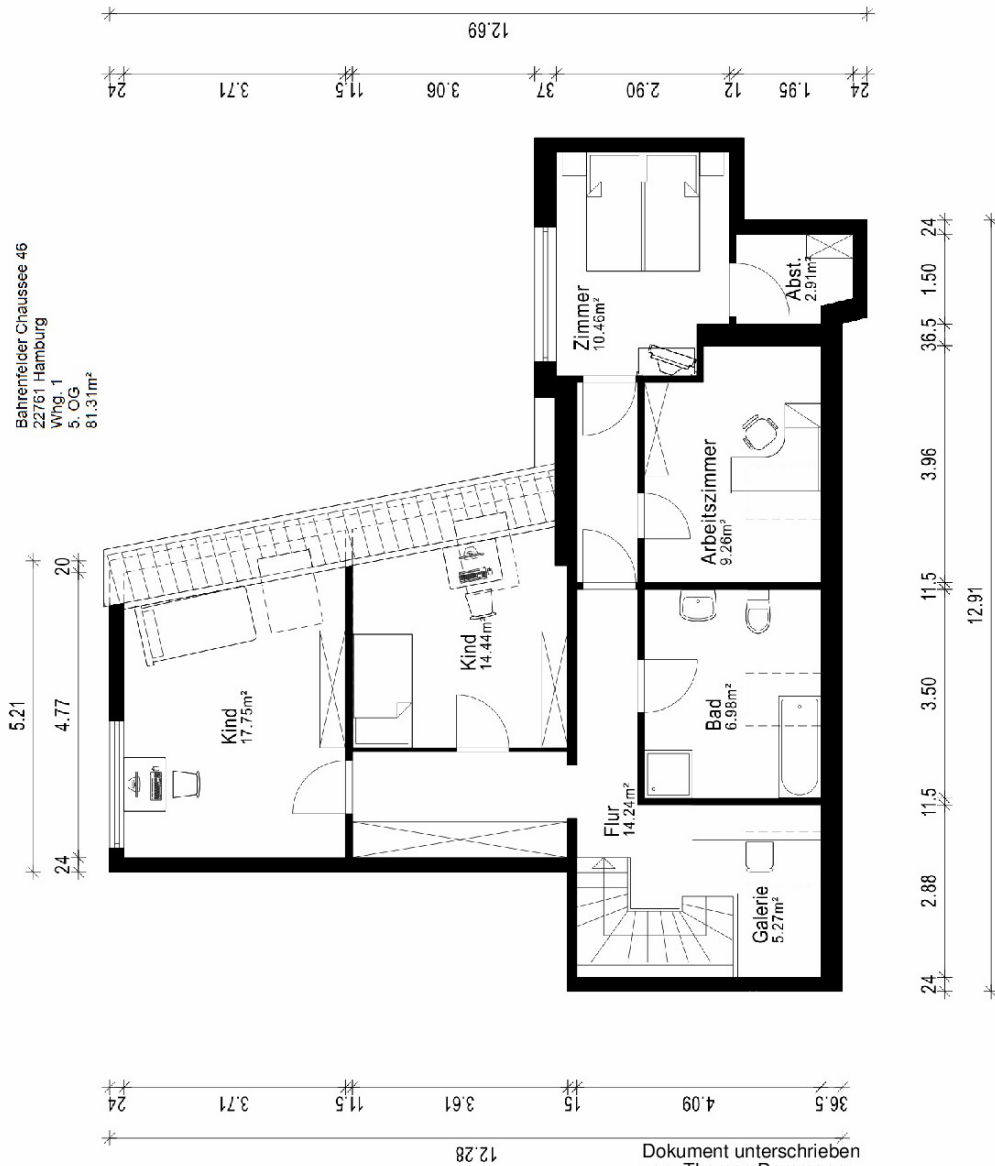 12.69
24
3.71
11.5
3.06
37
2.90
12
1.95
24
Bahrenfelder Chaussee 46
22761 Hamburg
Whg. 1
5. OG
81.31m²
5.21
24
4.77
20
Kind
17.75m²
Kind
14.44m²
Zimmer
10.46m²
Abst.
2.91m²
Arbeitszimmer
9.26m²
Bad
6.98m²
Flur
14.24m²
Galerie
5.27m²
24
2.88
11.5
3.50
11.5
3.96
36.5
1.50
24
12.91
24
3.71
11.5
3.61
15
4.09
36.5
12.28
Dokument unterschrieben